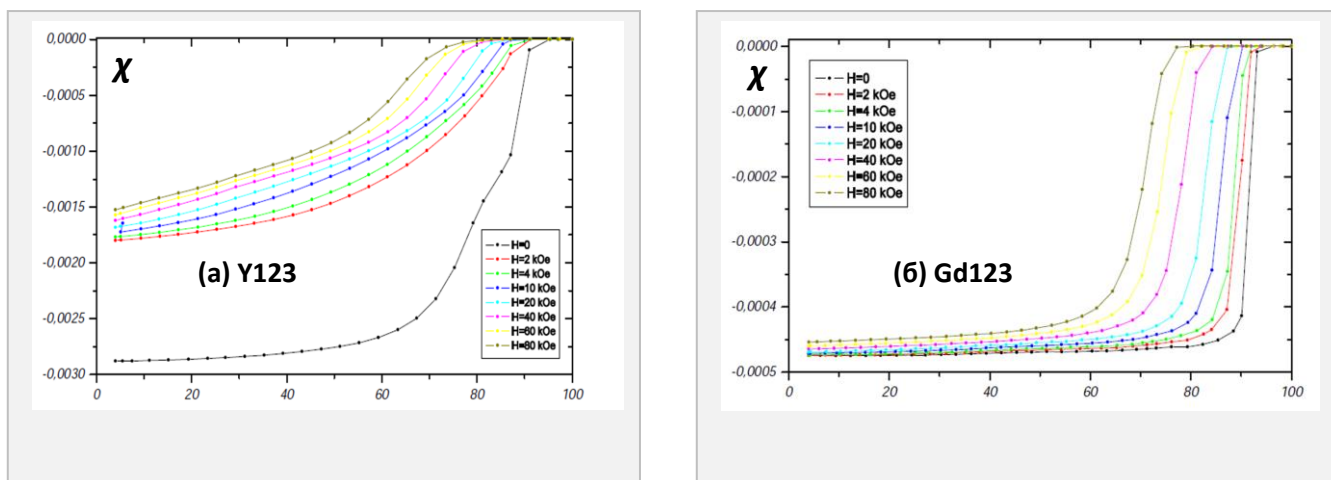 0,0000
-0,0005
-0,0010
-0,0015
-0,0020
-0,0025
-0,0030
χ
(а) Y123
H=0
H=2 kOe
H=4 kOe
H=10 kOe
H=20 kOe
H=40 kOe
H=60 kOe
H=80 kOe
0 20 40 60 80 100
0,0000
-0,0001
-0,0002
-0,0003
-0,0004
-0,0005
χ
H=0
H=2 kOe
H=4 kOe
H=10 kOe
H=20 kOe
H=40 kOe
H=60 kOe
H=80 kOe
(б) Gd123
0 20 40 60 80 100